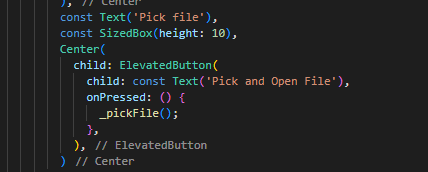 ), // Center
const Text('Pick file'),
const SizedBox(height: 10),
Center(
child: ElevatedButton(
child: const Text('Pick and Open File'),
onPressed: () {
_pickFile();
},
), // ElevatedButton
) // Center